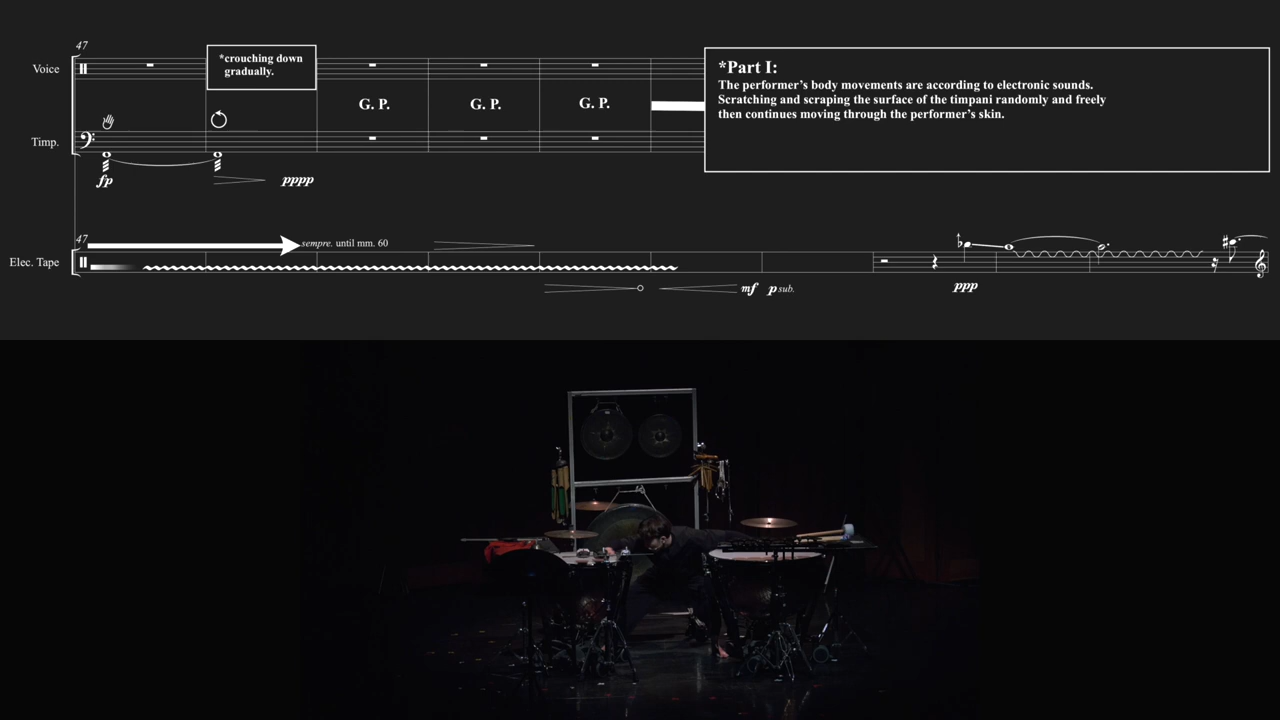 47
Voice
*crouching down
gradually.
G. P.
G. P.
G. P.
*Part I:
The performer's body movements are according to electronic sounds.
Scratching and scraping the surface of the timpani randomly and freely
then continues moving through the performer's skin.
Timp.
fp
pppp
47
sempre. until mm. 60
Elec. Tape
mf
p sub.
ppp